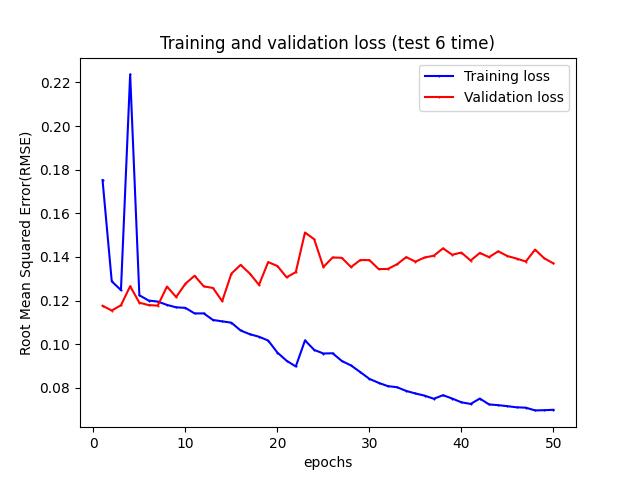 Training and validation loss (test 6 time)
Training loss
Validation loss
Root Mean Squared Error(RMSE)
0.22
0.20
0.18
0.16
0.14
0.12
0.10
0.08
0
10
20
30
40
50
epochs